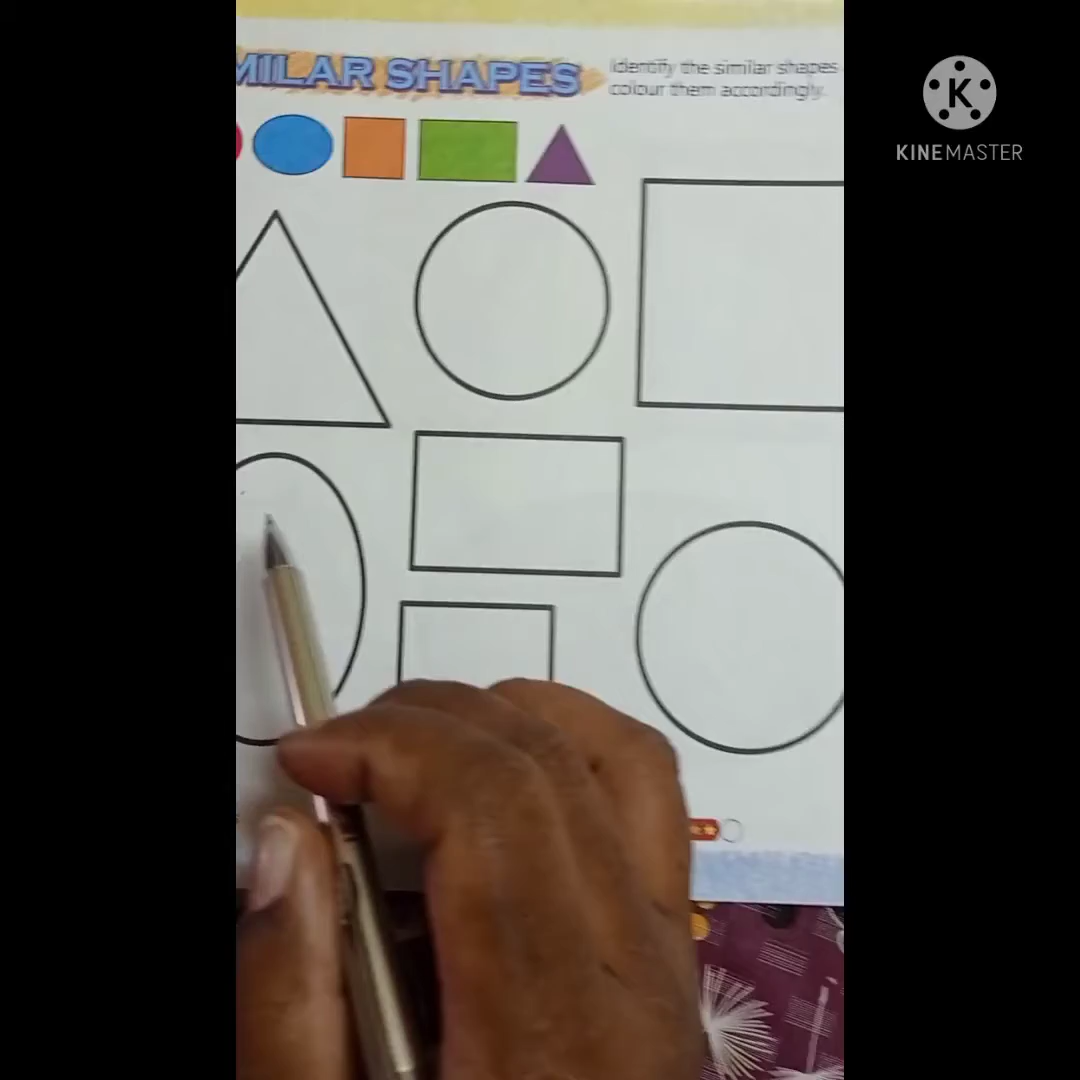 MILAR SHAPES
Identify the similar shapes
colour them accordingly.
K
KINEMASTER